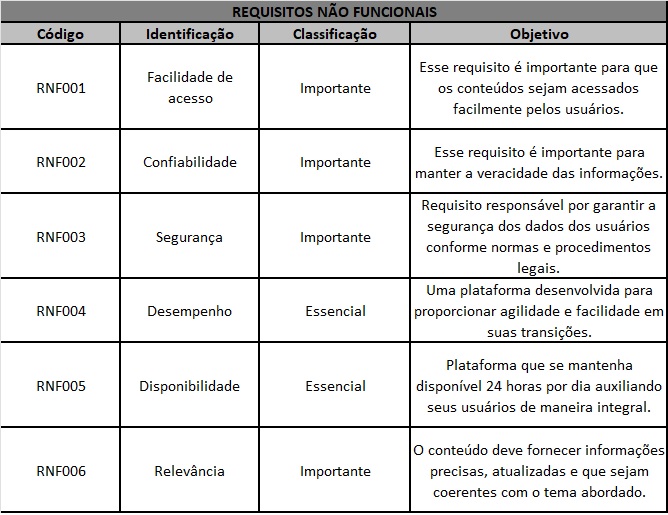 REQUISITOS NÃO FUNCIONAIS
Código Identificação Classificação Objetivo
RNF001 Facilidade de acesso Importante Esse requisito é importante para que
os conteúdos sejam acessados
facilmente pelos usuários.
RNF002 Confiabilidade Importante Esse requisito é importante para
manter a veracidade das informações.
RNF003 Segurança Importante Requisito responsável por garantir a
segurança dos dados dos usuários
conforme normas e procedimentos
legais.
RNF004 Desempenho Essencial Uma plataforma desenvolvida para
proporcionar agilidade e facilidade em
suas transições.
RNF005 Disponibilidade Essencial Plataforma que se mantenha
disponível 24 horas por dia auxiliando
seus usuários de maneira integral.
RNF006 Relevância Importante O conteúdo deve fornecer informações
precisas, atualizadas e que sejam
coerentes com o tema abordado.